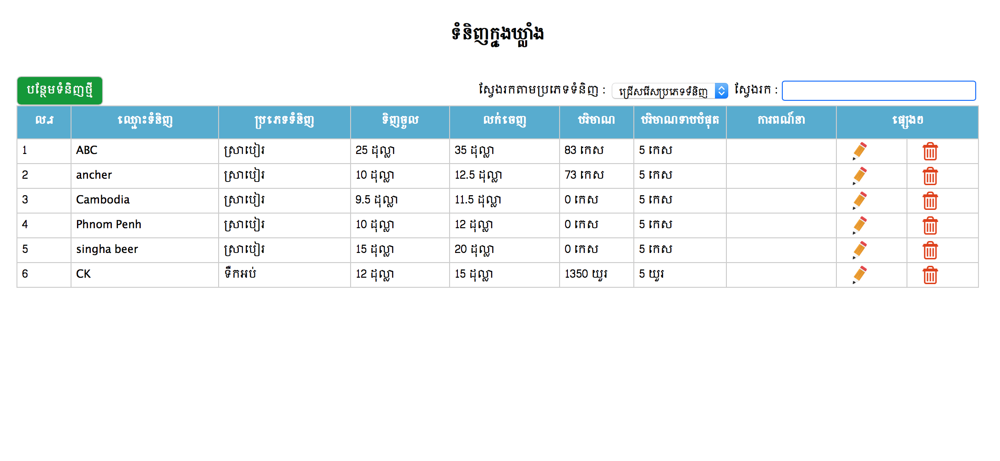 ទំនិញក្នុងឃ្លាំង
បន្ថែមទំនិញថ្មី ស្វែងរកតាមប្រភេទទំនិញ : ជ្រើសរើសប្រភេទទំនិញ ស្វែងរក :
ល.រ ឈ្មោះទំនិញ ប្រភេទទំនិញ ទិញចូល លក់ចេញ បរិមាណ បរិមាណទាបបំផុត ការពណ៍នា ផ្សេងៗ
1 ABC ស្រាបៀរ 25 ដុល្លា 35 ដុល្លា 83 កេស 5 កេស
2 ancher ស្រាបៀរ 10 ដុល្លា 12.5 ដុល្លា 73 កេស 5 កេស
3 Cambodia ស្រាបៀរ 9.5 ដុល្លា 11.5 ដុល្លា 0 កេស 5 កេស
4 Phnom Penh ស្រាបៀរ 10 ដុល្លា 12 ដុល្លា 0 កេស 5 កេស
5 singha beer ស្រាបៀរ 15 ដុល្លា 20 ដុល្លា 0 កេស 5 កេស
6 CK ទឹកអប់ 12 ដុល្លា 15 ដុល្លា 1350 យួរ 5 យួរ